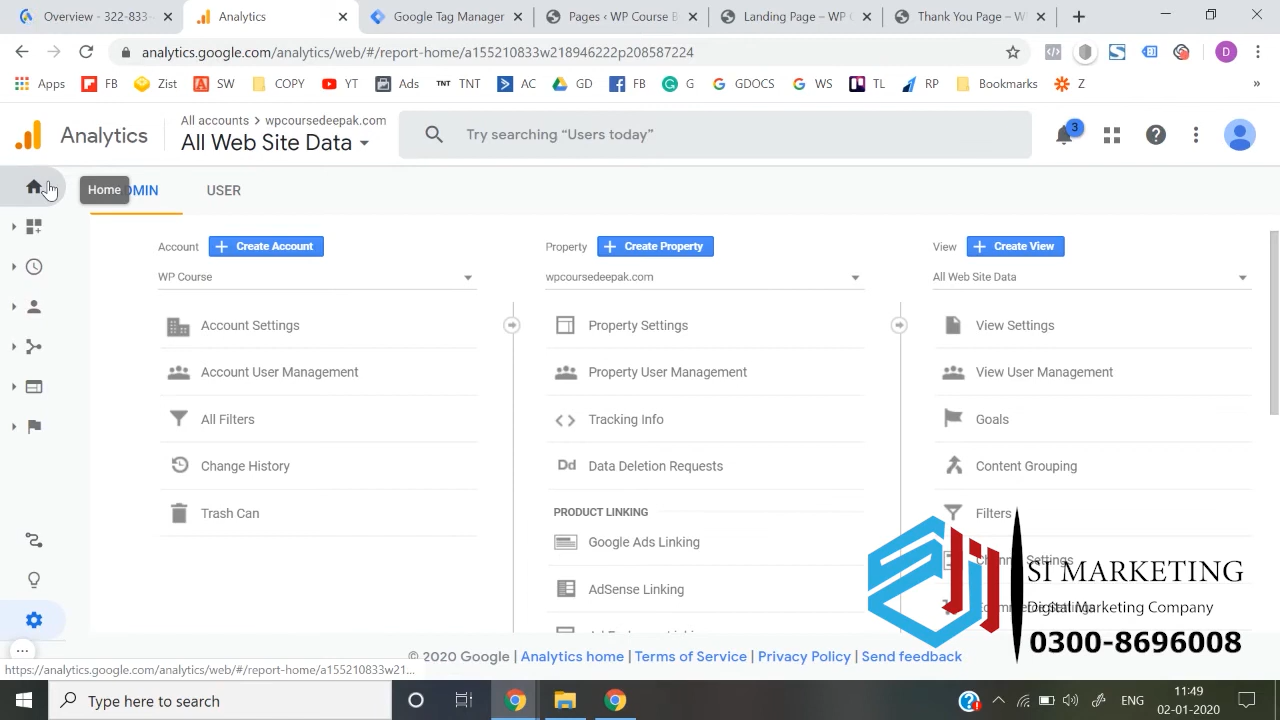 Overview - 322-833-
Analytics
Google Tag Manager
Pages ‹ WP Course B
Landing Page – WP C
Thank You Page – W
analytics.google.com/analytics/web/#/report-home/a155210833w218946222p208587224
D
Apps
FB
Zist
SW
COPY
YT
Ads
TNT
TNT
AC
GD
FB
G
GDOCS
WS
TL
RP
Bookmarks
Z
»
Analytics
All accounts > wpcoursedeepak.com
All Web Site Data
Try searching “Users today”
3
Home
DMIN
USER
Account
Create Account
Property
Create Property
View
Create View
WP Course
wpcoursedeepak.com
All Web Site Data
Account Settings
Property Settings
View Settings
Account User Management
Property User Management
View User Management
All Filters
Tracking Info
Goals
Change History
Dd Data Deletion Requests
Content Grouping
Trash Can
PRODUCT LINKING
Filters
Google Ads Linking
AdSense Linking
SI MARKETING
Digital Marketing Company
0300-8696008
© 2020 Google | Analytics home | Terms of Service | Privacy Policy | Send feedback
https://analytics.google.com/analytics/web/#/report-home/a155210833w21...
Type here to search
ENG
11:49
02-01-2020